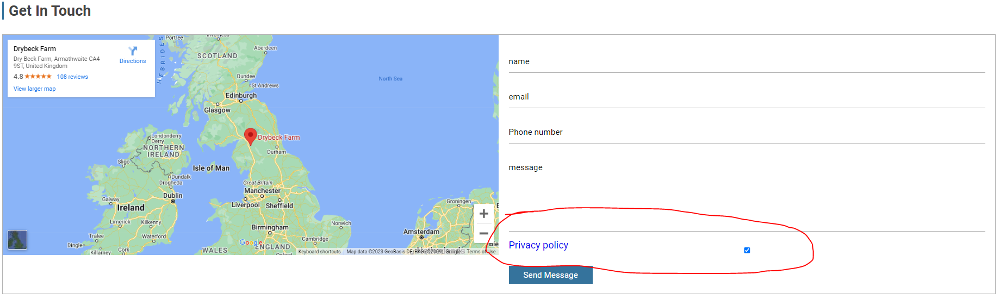 Get In Touch
Drybeck Farm
Dry Beck Farm, Armathwaite CA4
9ST, United Kingdom
4.8
108 reviews
View larger map
Directions
Portree
Inverness
HEBRIDES
SCOTLAND
Aberdeen
Dundee
St Andrews
Edinburgh
Glasgow
North Sea
Drybeck Farm
Londonderry
Derry
NORTHERN
IRELAND
Durham
Sligo
Isle of Man
Dundalk
Drogheda
Great Britain
Manchester
Galway
Dublin
Ireland
Liverpool
Sheffield
Groningen
Limerick
Kilkenny
Norwich
Birmingham
Tralee
Waterford
Amsterdam
Dingle
Cambridge
Killarney
Cork
WALES
ENGLAND
Oxford
Google
Keyboard shortcuts
Map data ©2023 GeoBasis-DE/BKG (©2009), Google
Terms of Use
name
email
Phone number
message
Privacy policy
Send Message